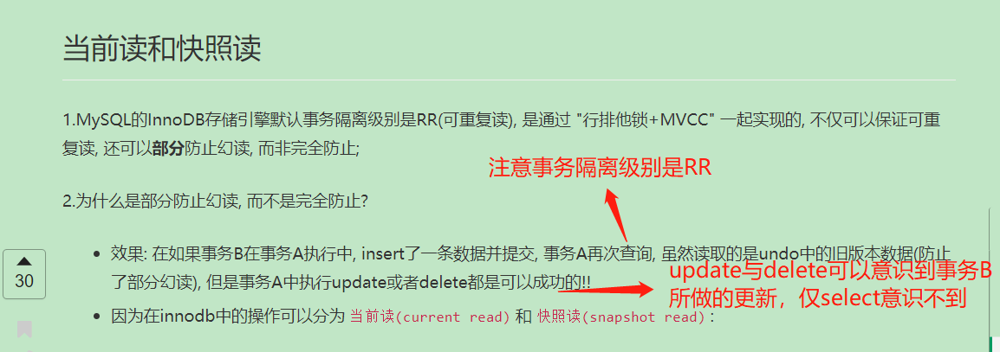 当前读和快照读
1.MySQL的InnoDB存储引擎默认事务隔离级别是RR(可重复读), 是通过 "行排他锁+MVCC" 一起实现的, 不仅可以保证可重
复读, 还可以部分防止幻读, 而非完全防止;
注意事务隔离级别是RR
2.为什么是部分防止幻读, 而不是完全防止?
效果: 在如果事务B在事务A执行中, insert了一条数据并提交, 事务A再次查询, 虽然读取的是undo中的旧版本数据(防止
了部分幻读), 但是事务A中执行update或者delete都是可以成功的!!
update与delete可以意识到事务B
所做的更新，仅select意识不到
30
因为在innodb中的操作可以分为 当前读(current read) 和 快照读(snapshot read) :